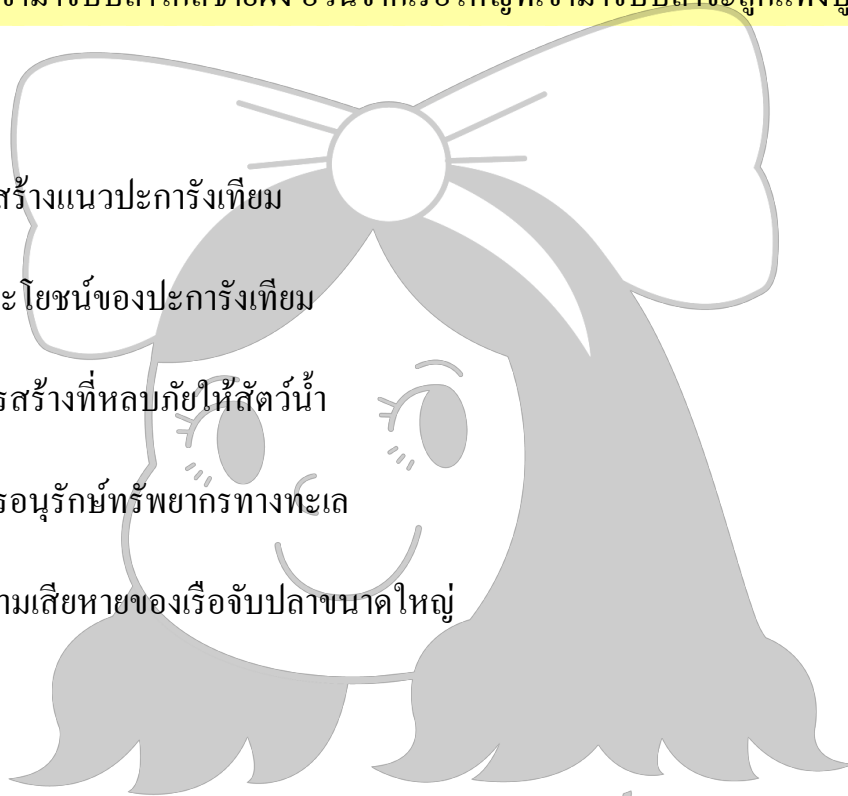 สร้างแนวปะการังเทียม
ะโยชน์ของปะการังเทียม
รสร้างที่หลบภัยให้สัตว์น้ำ
รอนุรักษ์ทรัพยากรทางทะเล
ามเสียหายของเรือจับปลาขนาดใหญ่